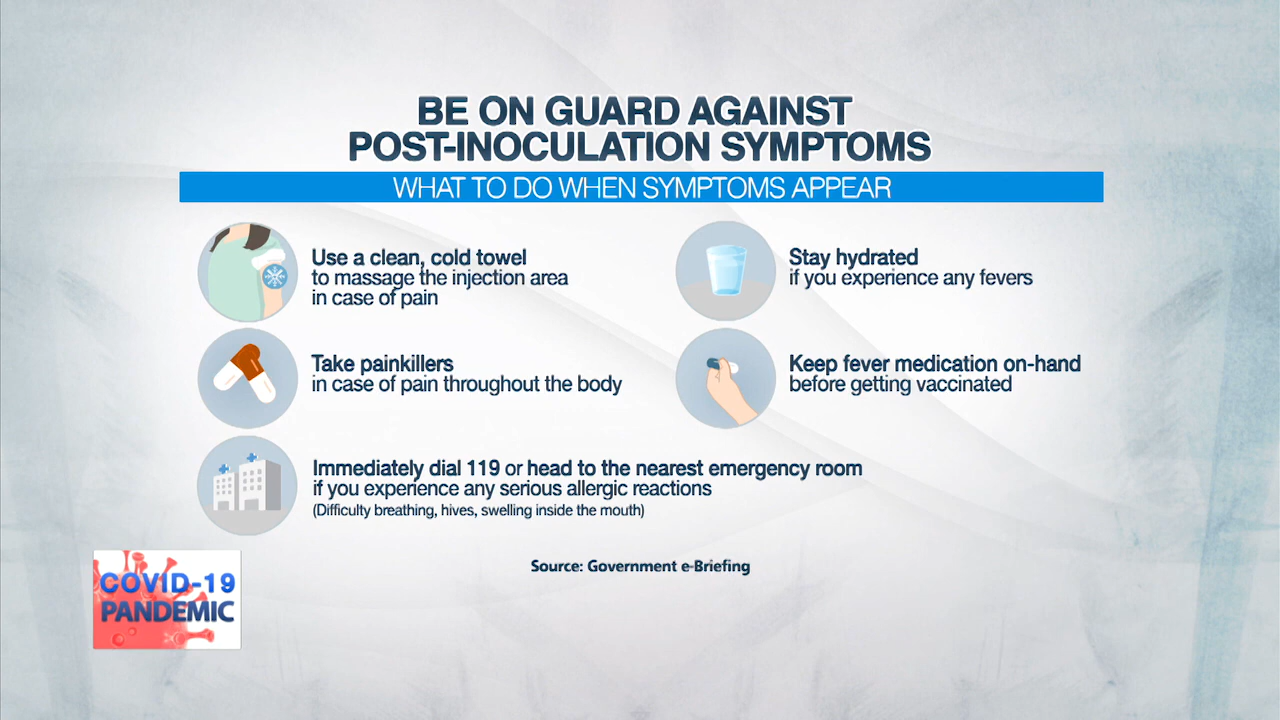 BE ON GUARD AGAINST
POST-INOCULATION SYMPTOMS
WHAT TO DO WHEN SYMPTOMS APPEAR
Use a clean, cold towel
to massage the injection area
in case of pain
Stay hydrated
if you experience any fevers
Take painkillers
in case of pain throughout the body
Keep fever medication on-hand
before getting vaccinated
Immediately dial 119 or head to the nearest emergency room
if you experience any serious allergic reactions
(Difficulty breathing, hives, swelling inside the mouth)
Source: Government e-Briefing
COVID-19
PANDEMIC